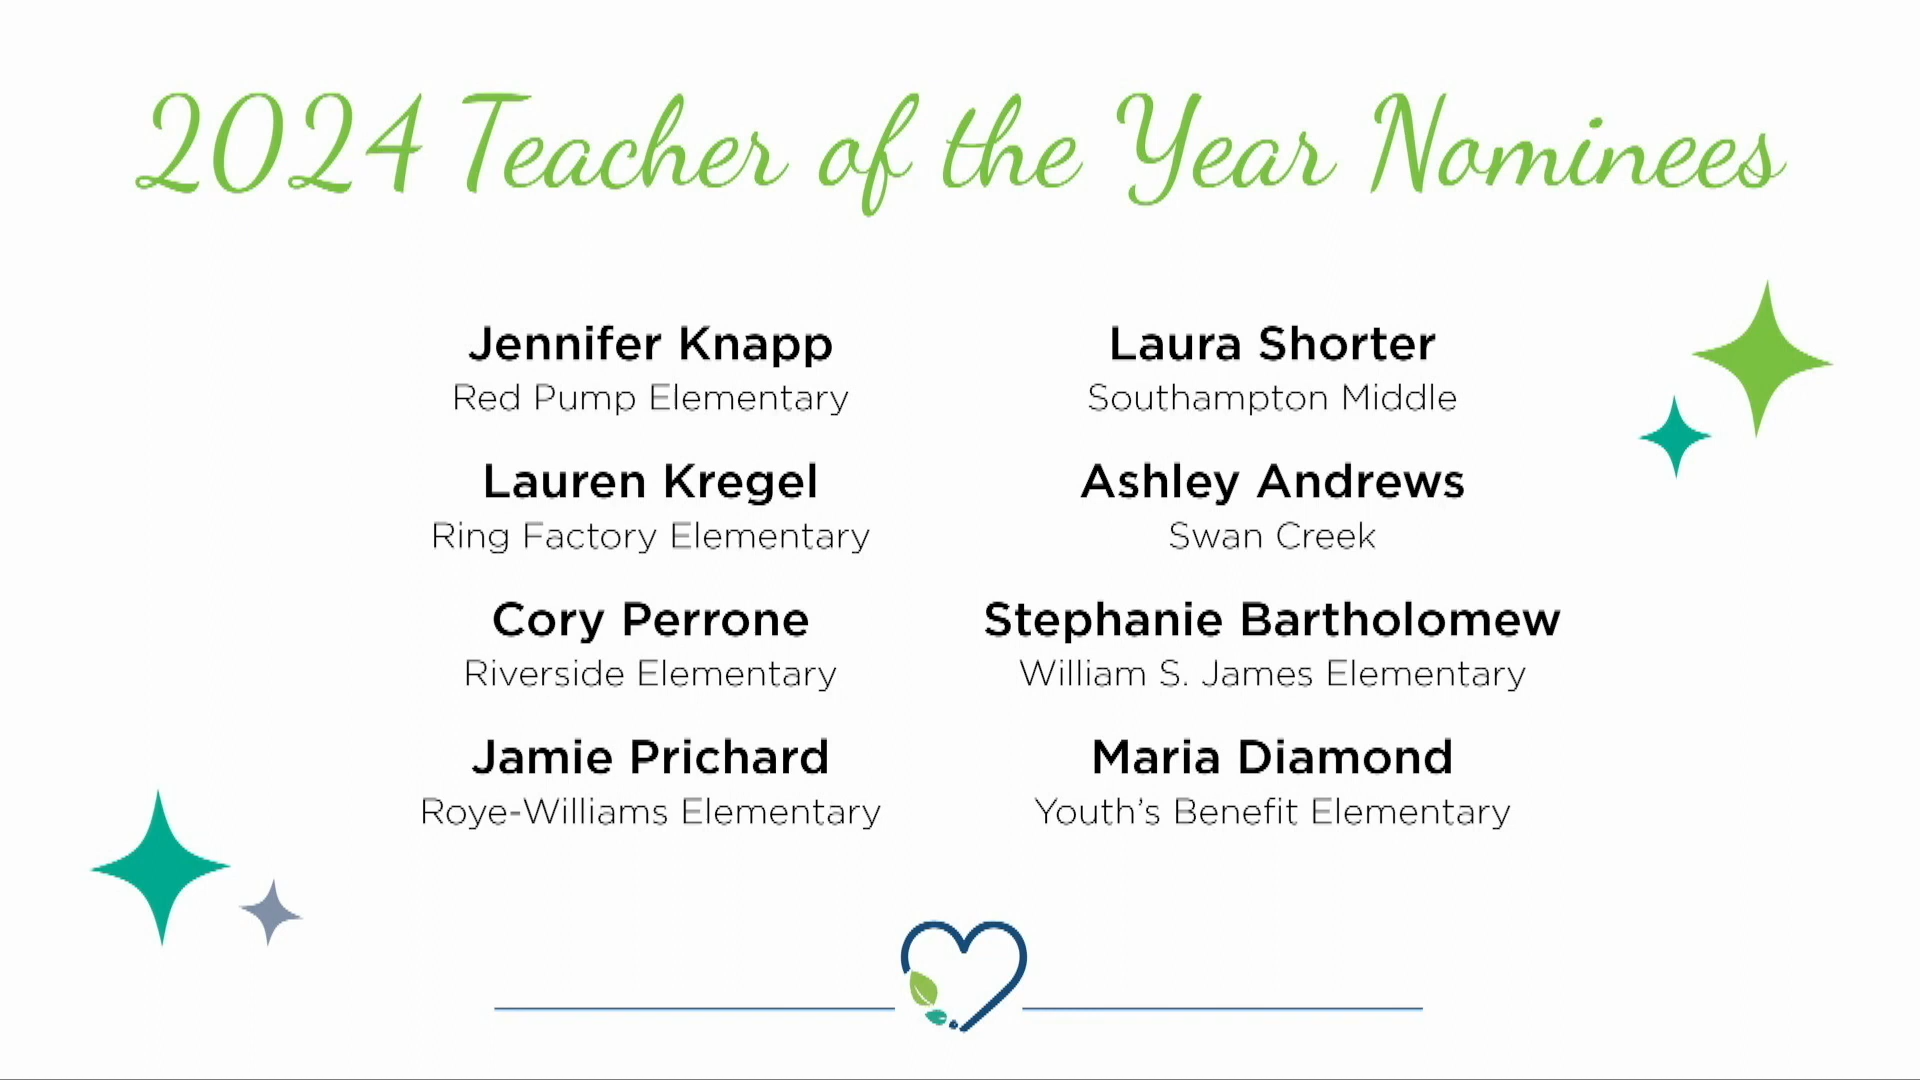 2024 Teacher of the Year Nominees
Jennifer Knapp
Red Pump Elementary
Lauren Kregel
Ring Factory Elementary
Cory Perrone
Riverside Elementary
Jamie Prichard
Roye-Williams Elementary
Laura Shorter
Southampton Middle
Ashley Andrews
Swan Creek
Stephanie Bartholomew
William S. James Elementary
Maria Diamond
Youth’s Benefit Elementary